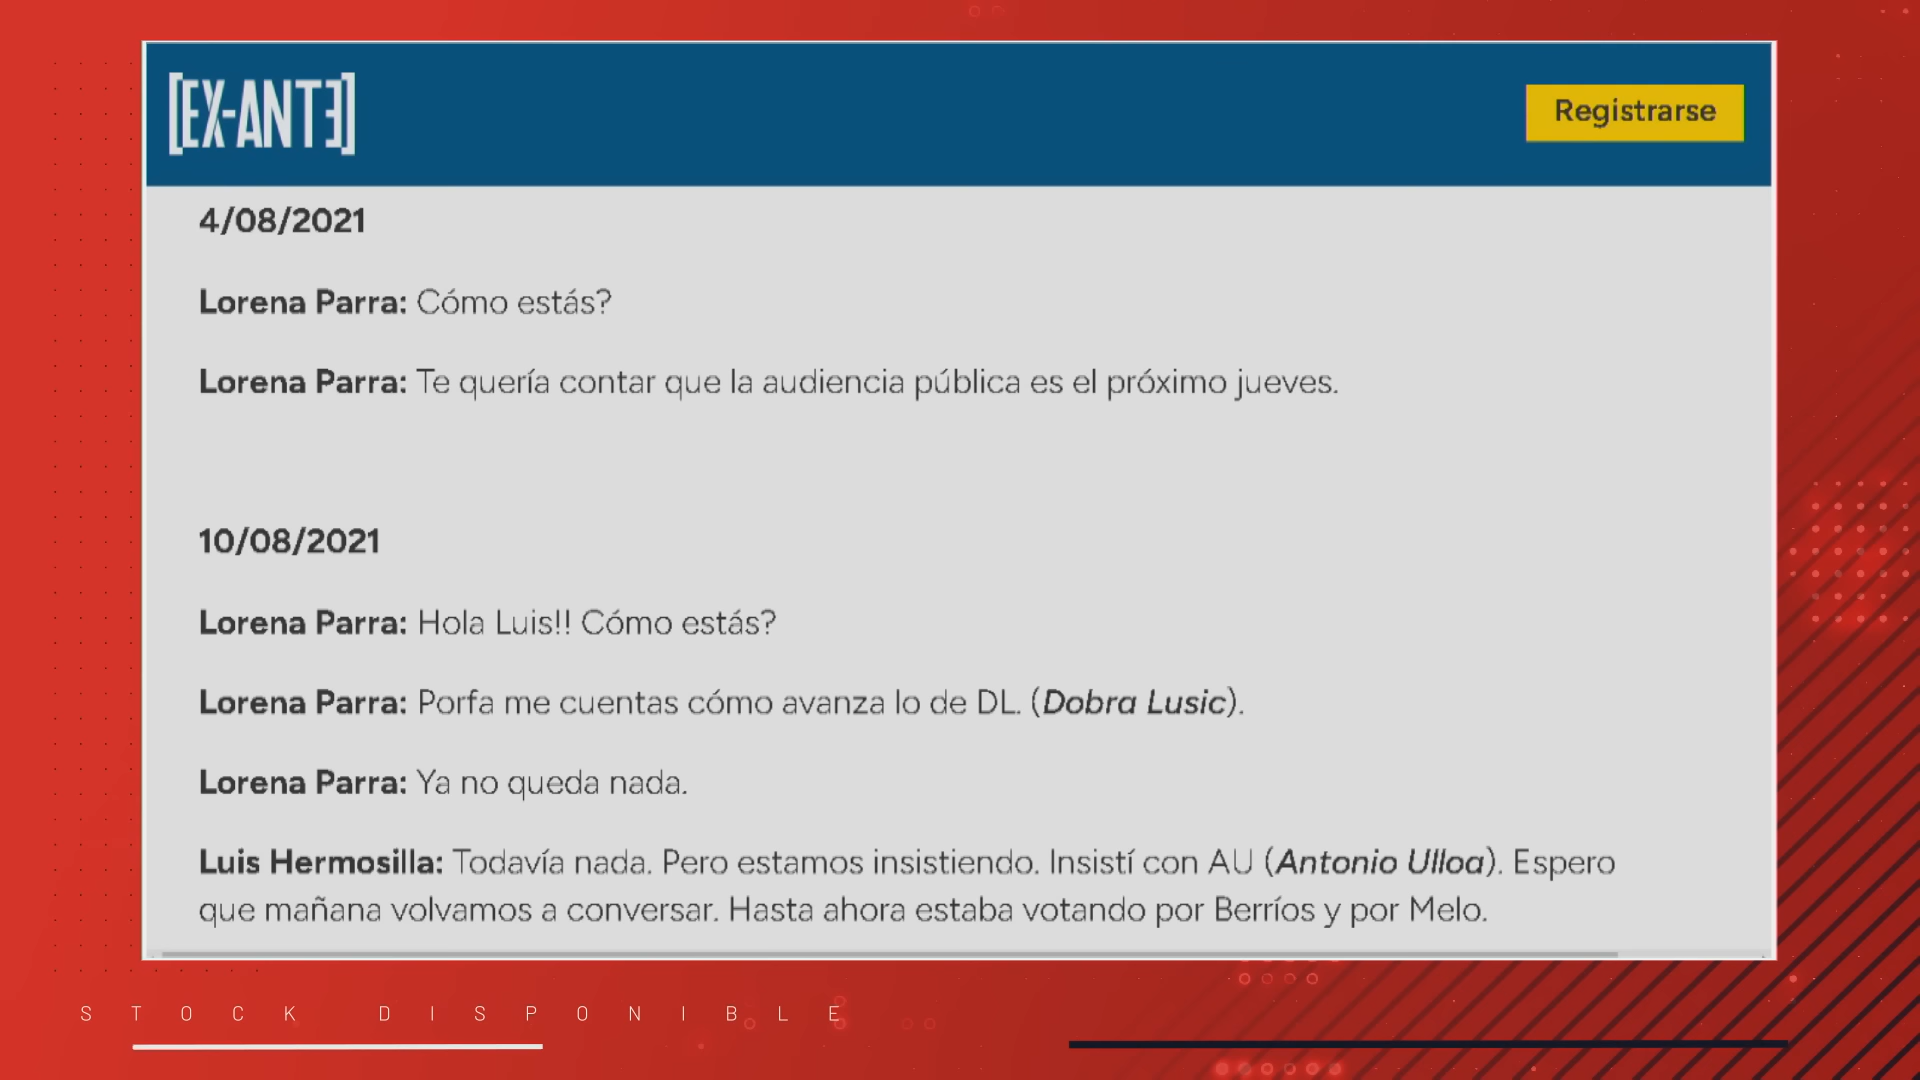 [EX-ANTE]
Registrarse
4/08/2021
Lorena Parra: Cómo estás?
Lorena Parra: Te quería contar que la audiencia pública es el próximo jueves.
10/08/2021
Lorena Parra: Hola Luis!! Cómo estás?
Lorena Parra: Porfa me cuentas cómo avanza lo de DL. (Dobra Lusic).
Lorena Parra: Ya no queda nada.
Luis Hermosilla: Todavía nada. Pero estamos insistiendo. Insistí con AU (Antonio Ulloa). Espero
que mañana volvamos a conversar. Hasta ahora estaba votando por Berríos y por Melo.
STOCK DISPONIBLE